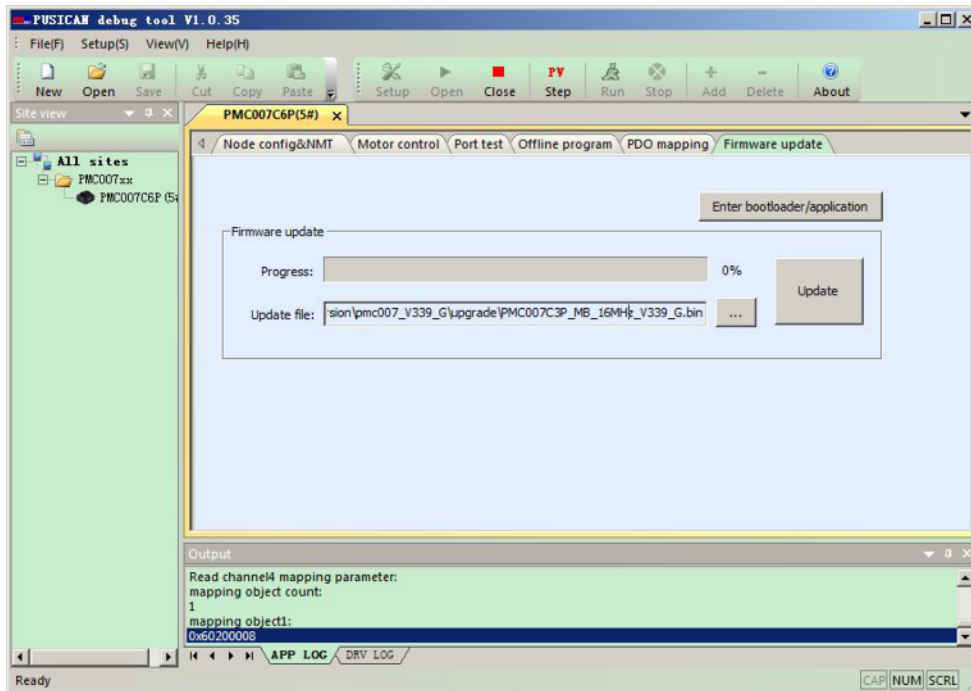 PUSICAN debug tool V1.0.35
File(F) Setup(S) View(V) Help(H)
New Open Save Cut Copy Paste Setup Open Close Step Run Stop Add Delete About
PV
Site view
PMC007C6P(5#)
Node config&NMT Motor control Port test Offline program PDO mapping Firmware update
All sites
PMC007xx
PMC007C6P(5
Enter bootloader/application
Firmware update
Progress: 0%
Update
Update file: sion\pmc007_V339_G\upgrade\PMC007C3P_MB_16MHz_V339_G.bin ...
Output
Read channel4 mapping parameter:
mapping object count:
1
mapping object1:
0x60200008
APP LOG DRV LOG
Ready CAP NUM SCRL